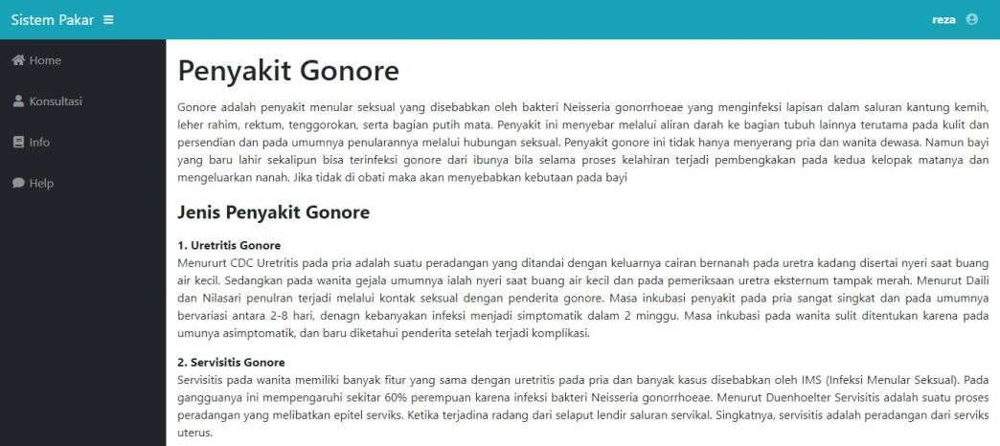 Sistem Pakar
reza
Home
Konsultasi
Info
Help
Penyakit Gonore
Gonore adalah penyakit menular seksual yang disebabkan oleh bakteri Neisseria gonorrhoeae yang menginfeksi lapisan dalam saluran kantung kemih,
leher rahim, rektum, tenggorokan, serta bagian putih mata. Penyakit ini menyebar melalui aliran darah ke bagian tubuh lainnya terutama pada kulit dan
persendian dan pada umumnya penularannya melalui hubungan seksual. Penyakit gonore ini tidak hanya menyerang pria dan wanita dewasa. Namun bayi
yang baru lahir sekalipun bisa terinfeksi gonore dari ibunya bila selama proses kelahiran terjadi pembengkakan pada kedua kelopak matanya dan
mengeluarkan nanah. Jika tidak di obati maka akan menyebabkan kebutaan pada bayi
Jenis Penyakit Gonore
1. Uretritis Gonore
Menururt CDC Uretritis pada pria adalah suatu peradangan yang ditandai dengan keluarnya cairan bernanah pada uretra kadang disertai nyeri saat buang
air kecil. Sedangkan pada wanita gejala umumnya ialah nyeri saat buang air kecil dan pada pemeriksaan uretra eksternum tampak merah. Menurut Daili
dan Nilasari penulran terjadi melalui kontak seksual dengan penderita gonore. Masa inkubasi penyakit pada pria sangat singkat dan pada umumnya
bervariasi antara 2-8 hari, denagn kebanyakan infeksi menjadi simptomatik dalam 2 minggu. Masa inkubasi pada wanita sulit ditentukan karena pada
umunya asimptomatik, dan baru diketahui penderita setelah terjadi komplikasi.
2. Servisitis Gonore
Servisitis pada wanita memiliki banyak fitur yang sama dengan uretritis pada pria dan banyak kasus disebabkan oleh IMS (Infeksi Menular Seksual). Pada
gangguanya ini mempengaruhi sekitar 60% perempuan karena infeksi bakteri Neisseria gonorrhoeae. Menurut Duenhoelter Servisitis adalah suatu proses
peradangan yang melibatkan epitel serviks. Ketika terjadina radang dari selaput lendir saluran servikal. Singkatnya, servisitis adalah peradangan dari serviks
uterus.